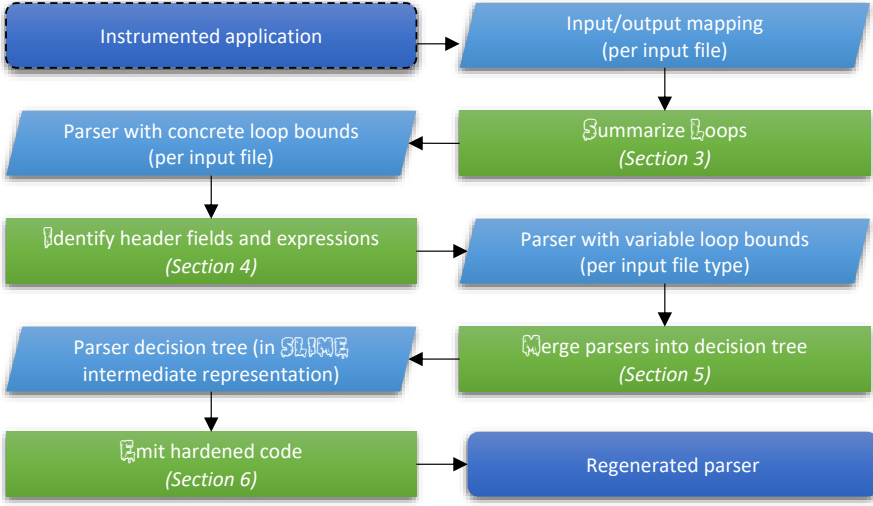 Instrumented application
Input/output mapping
(per input file)
Parser with concrete loop bounds
(per input file)
Summarize Loops
(Section 3)
Identify header fields and expressions
(Section 4)
Parser with variable loop bounds
(per input file type)
Parser decision tree (in SLIME
intermediate representation)
Merge parsers into decision tree
(Section 5)
Emit hardened code
(Section 6)
Regenerated parser